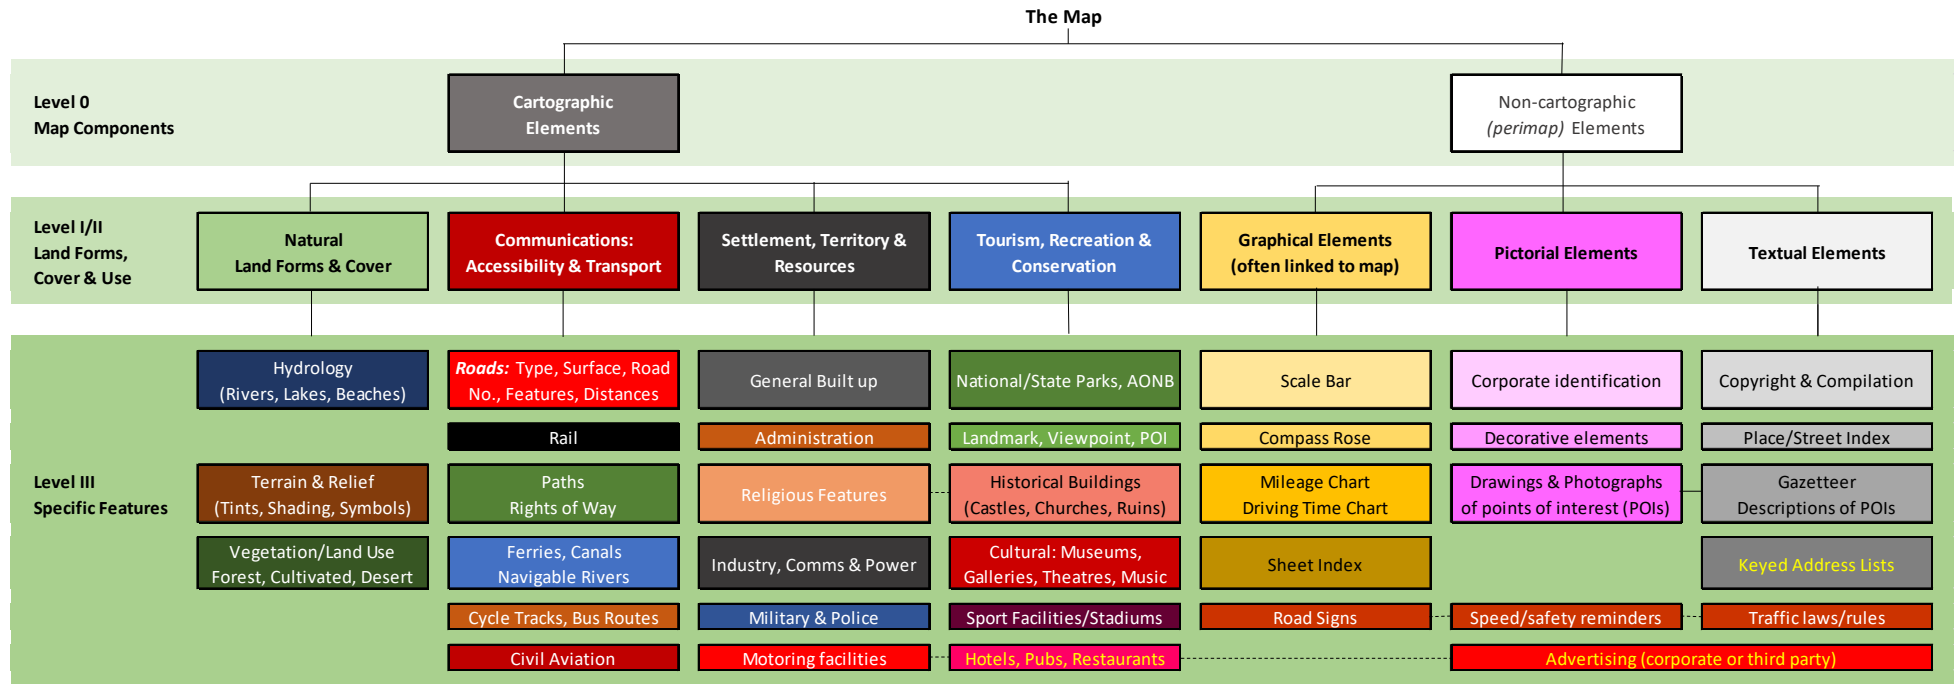 The Map
Level 0
Map Components
Cartographic
Elements
Non-cartographic
(perimap) Elements
Level I/II
Land Forms,
Cover & Use
Natural
Land Forms & Cover
Communications:
Accessibility & Transport
Settlement, Territory &
Resources
Tourism, Recreation &
Conservation
Graphical Elements
(often linked to map)
Pictorial Elements
Textual Elements
Level III
Specific Features
Hydrology
(Rivers, Lakes, Beaches)
Roads: Type, Surface, Road
No., Features, Distances
General Built up
National/State Parks, AONB
Scale Bar
Corporate identification
Copyright & Compilation
Rail
Administration
Landmark, Viewpoint, POI
Compass Rose
Decorative elements
Place/Street Index
Terrain & Relief
(Tints, Shading, Symbols)
Paths
Rights of Way
Religious Features
Historical Buildings
(Castles, Churches, Ruins)
Mileage Chart
Driving Time Chart
Drawings & Photographs
of points of interest (POIs)
Gazetteer
Descriptions of POIs
Vegetation/Land Use
Forest, Cultivated, Desert
Ferries, Canals
Navigable Rivers
Industry, Comms & Power
Cultural: Museums,
Galleries, Theatres, Music
Sheet Index
Keyed Address Lists
Cycle Tracks, Bus Routes
Military & Police
Sport Facilities/Stadiums
Road Signs
Speed/safety reminders
Traffic laws/rules
Civil Aviation
Motoring facilities
Hotels, Pubs, Restaurants
Advertising (corporate or third party)